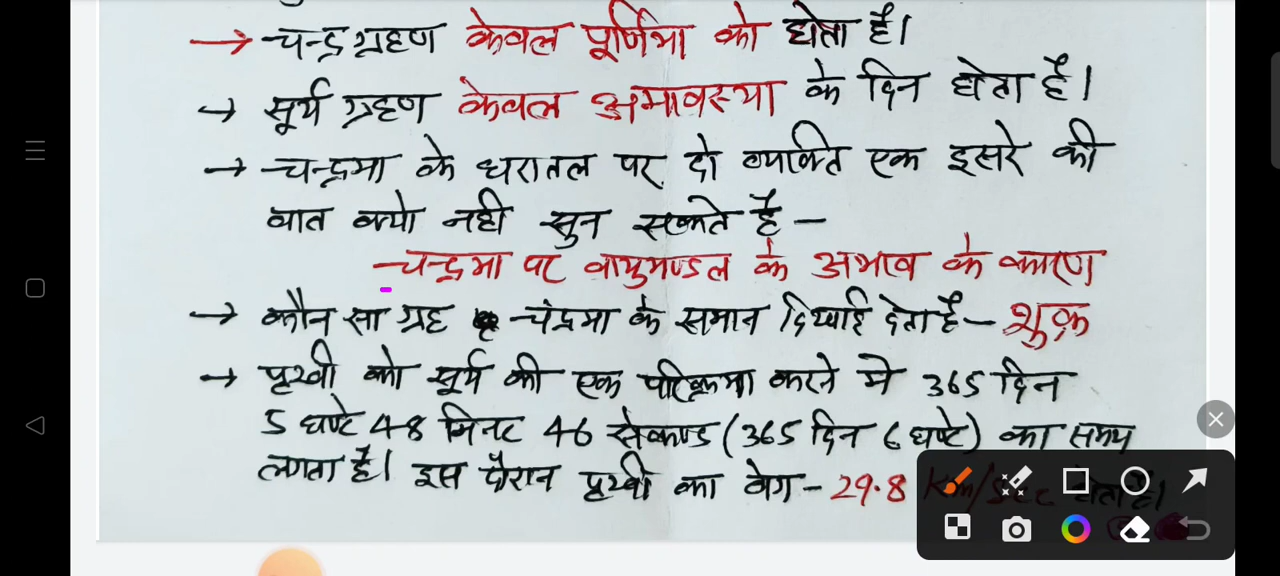 → चन्द्र ग्रहण केवल पूर्णिमा को होता है।
→ सूर्य ग्रहण केवल अमावस्या के दिन होता है।
→ चन्द्रमा के धरातल पर दो व्यक्ति एक दूसरे की
बात क्यो नही सुन सकते है –
चन्द्रमा पर वायुमण्डल के अभाव के कारण
→ कौन सा ग्रह चंद्रमा के समान दिखाई देता है – शुक्र
→ पृथ्वी को सूर्य की एक परिक्रमा करने मे 365 दिन
5 घण्टे 48 मिनट 46 सेकण्ड (365 दिन 6 घण्टे) का समय
लगता है। इस दौरान पृथ्वी का वेग – 29.8 Km/Sec होता है।